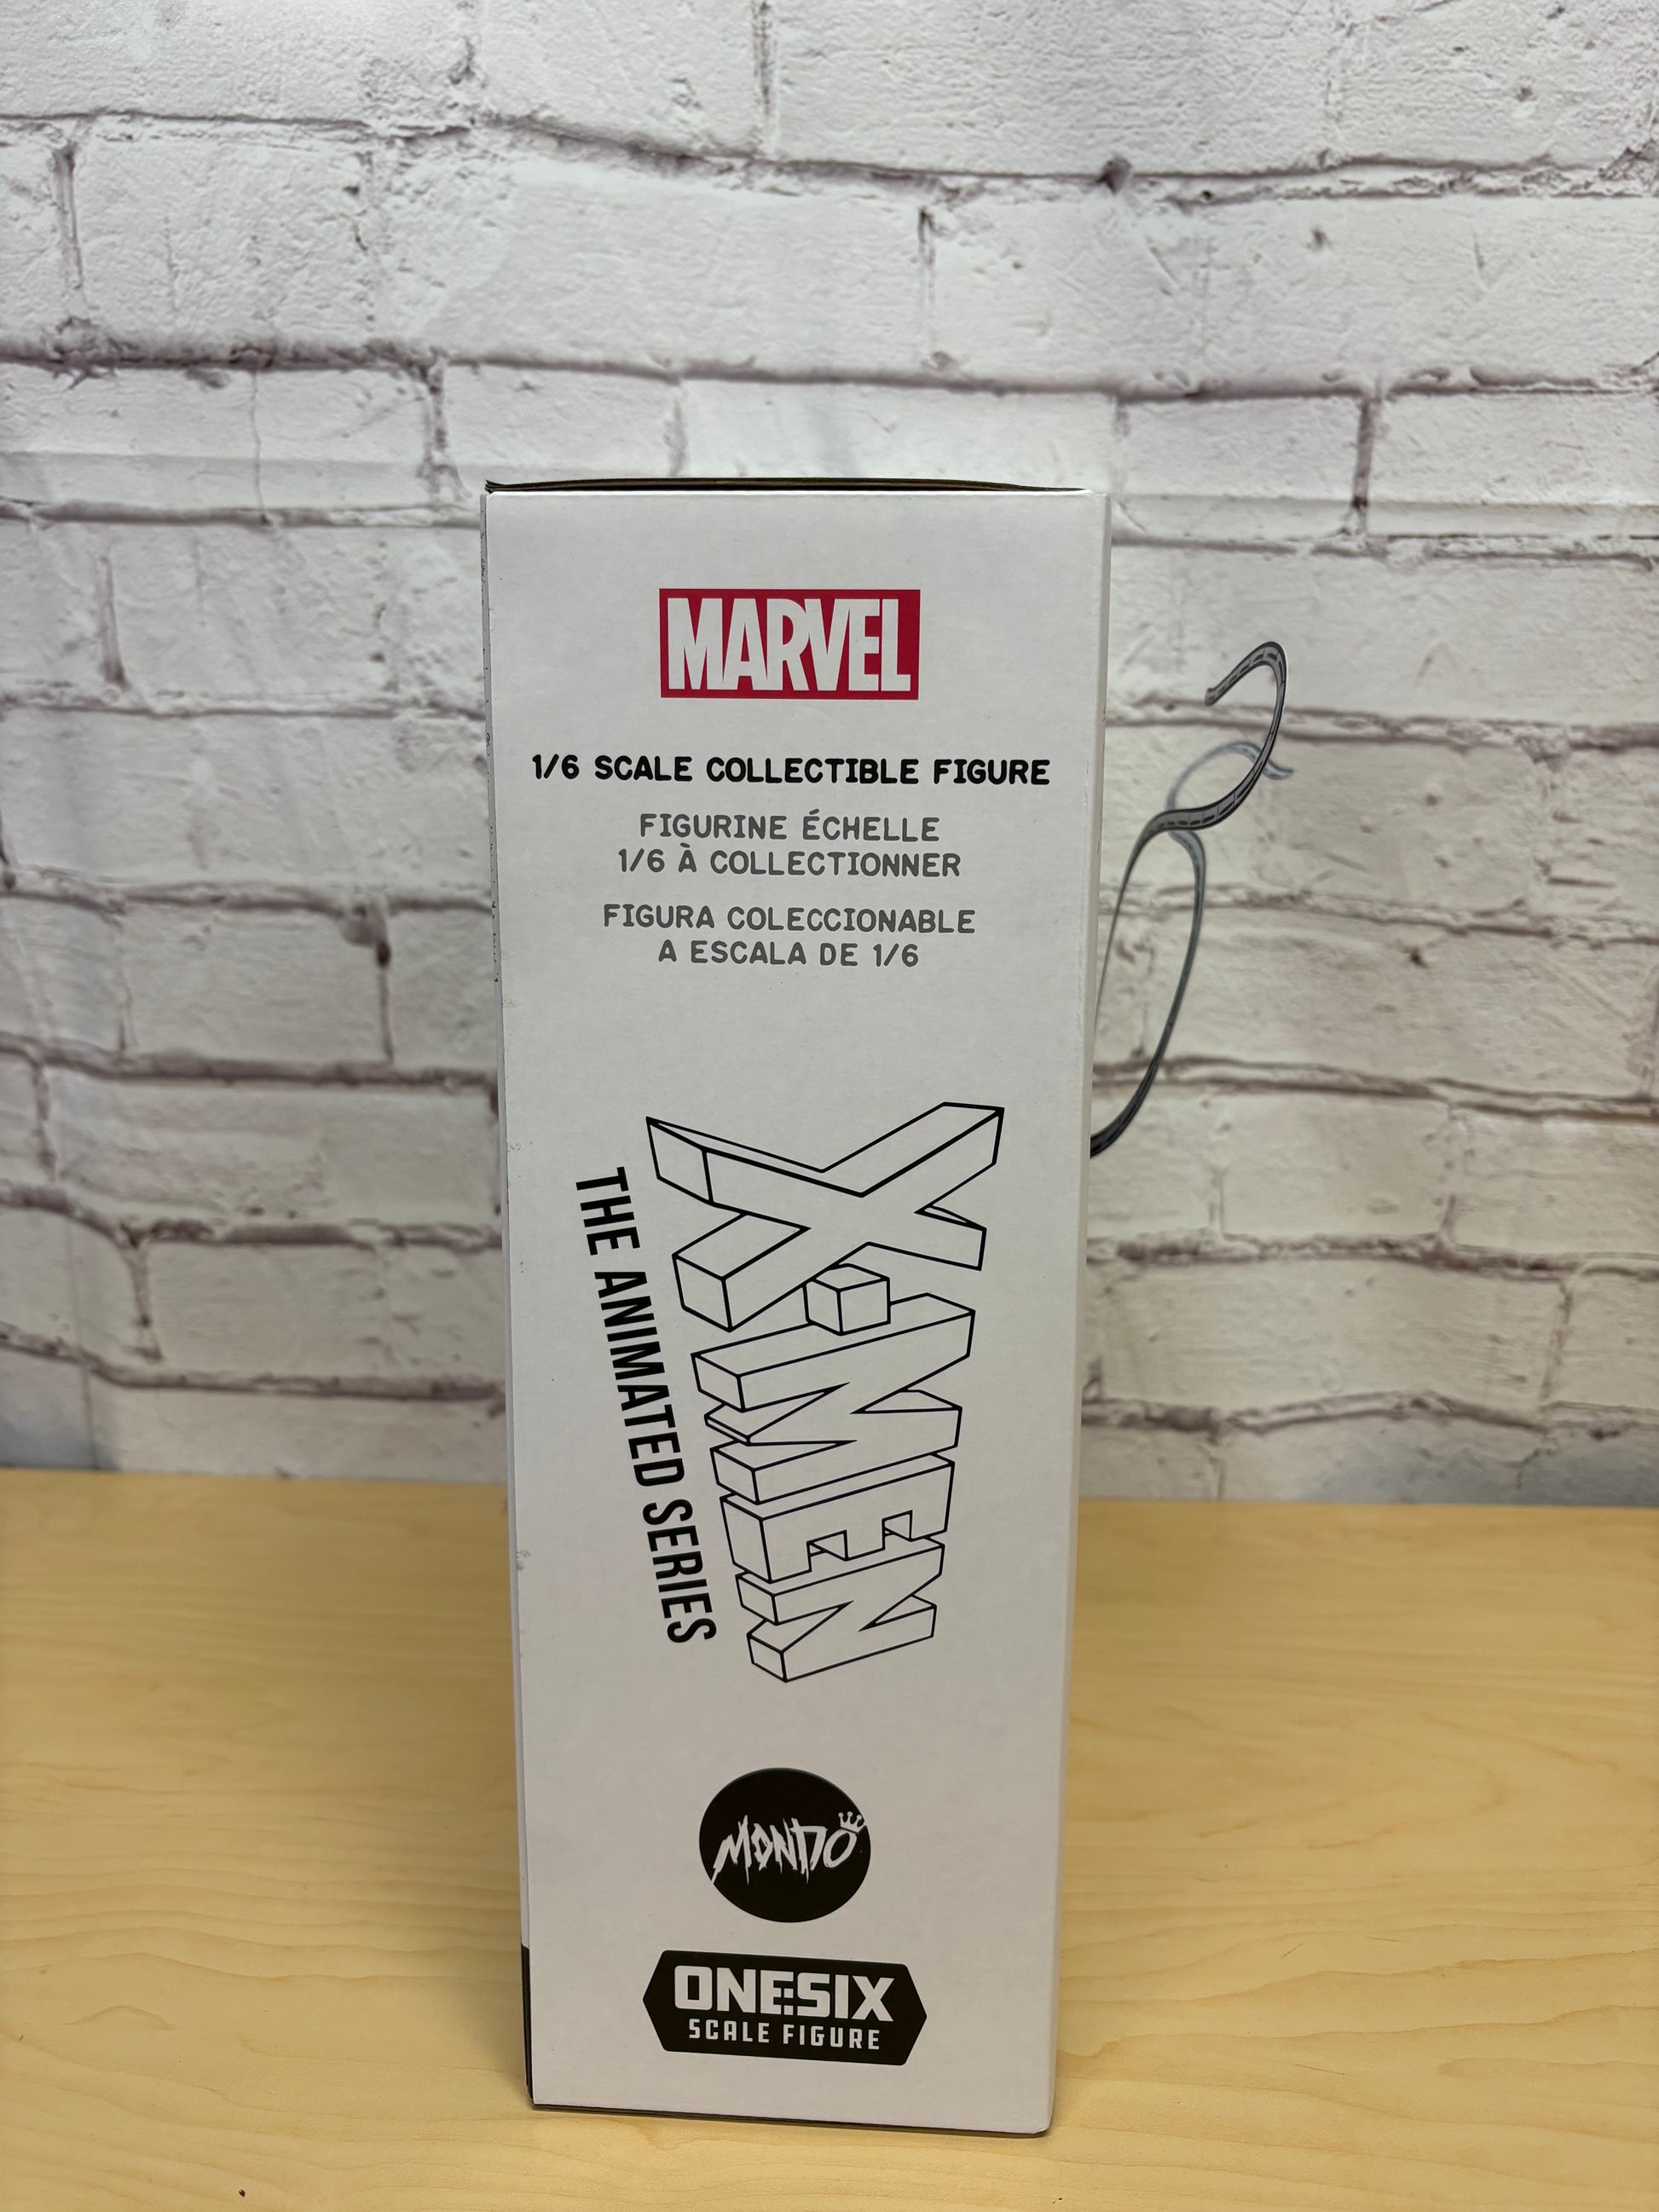 MARVEL
1/6 SCALE COLLECTIBLE FIGURE
FIGURINE ÉCHELLE
1/6 À COLLECTIONNER
FIGURA COLECCIONABLE
A ESCALA DE 1/6
X-MEN
THE ANIMATED SERIES
MONDO
ONE:SIX
SCALE FIGURE